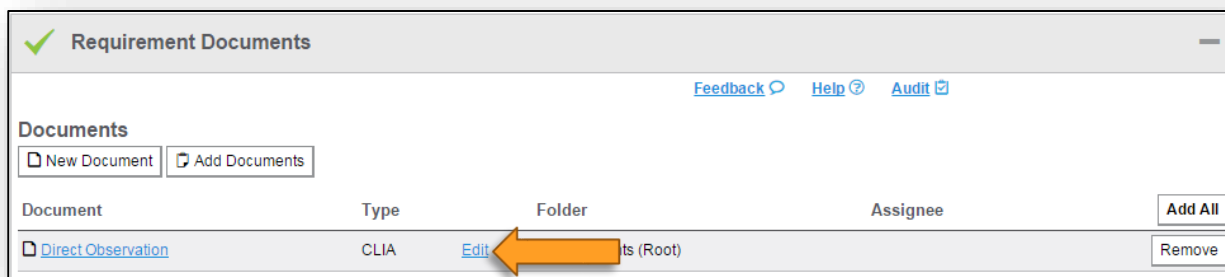 Requirement Documents
Feedback Help Audit
Documents
New Document Add Documents
Document Type Folder Assignee Add All
Direct Observation CLIA Edit (Root) Remove